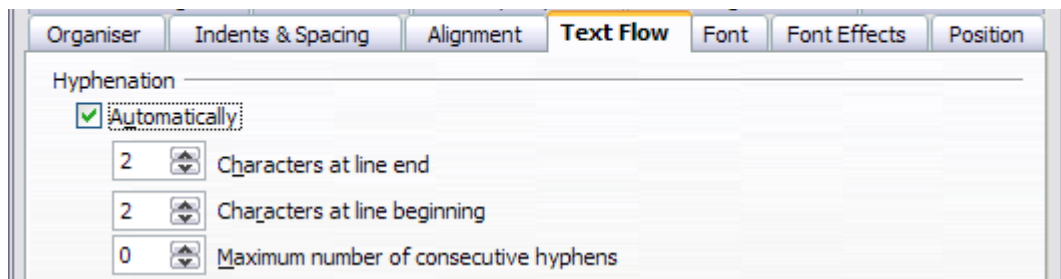 Organiser Indents & Spacing Alignment Text Flow Font Font Effects Position
Hyphenation
Automatically
2 Characters at line end
2 Characters at line beginning
0 Maximum number of consecutive hyphens